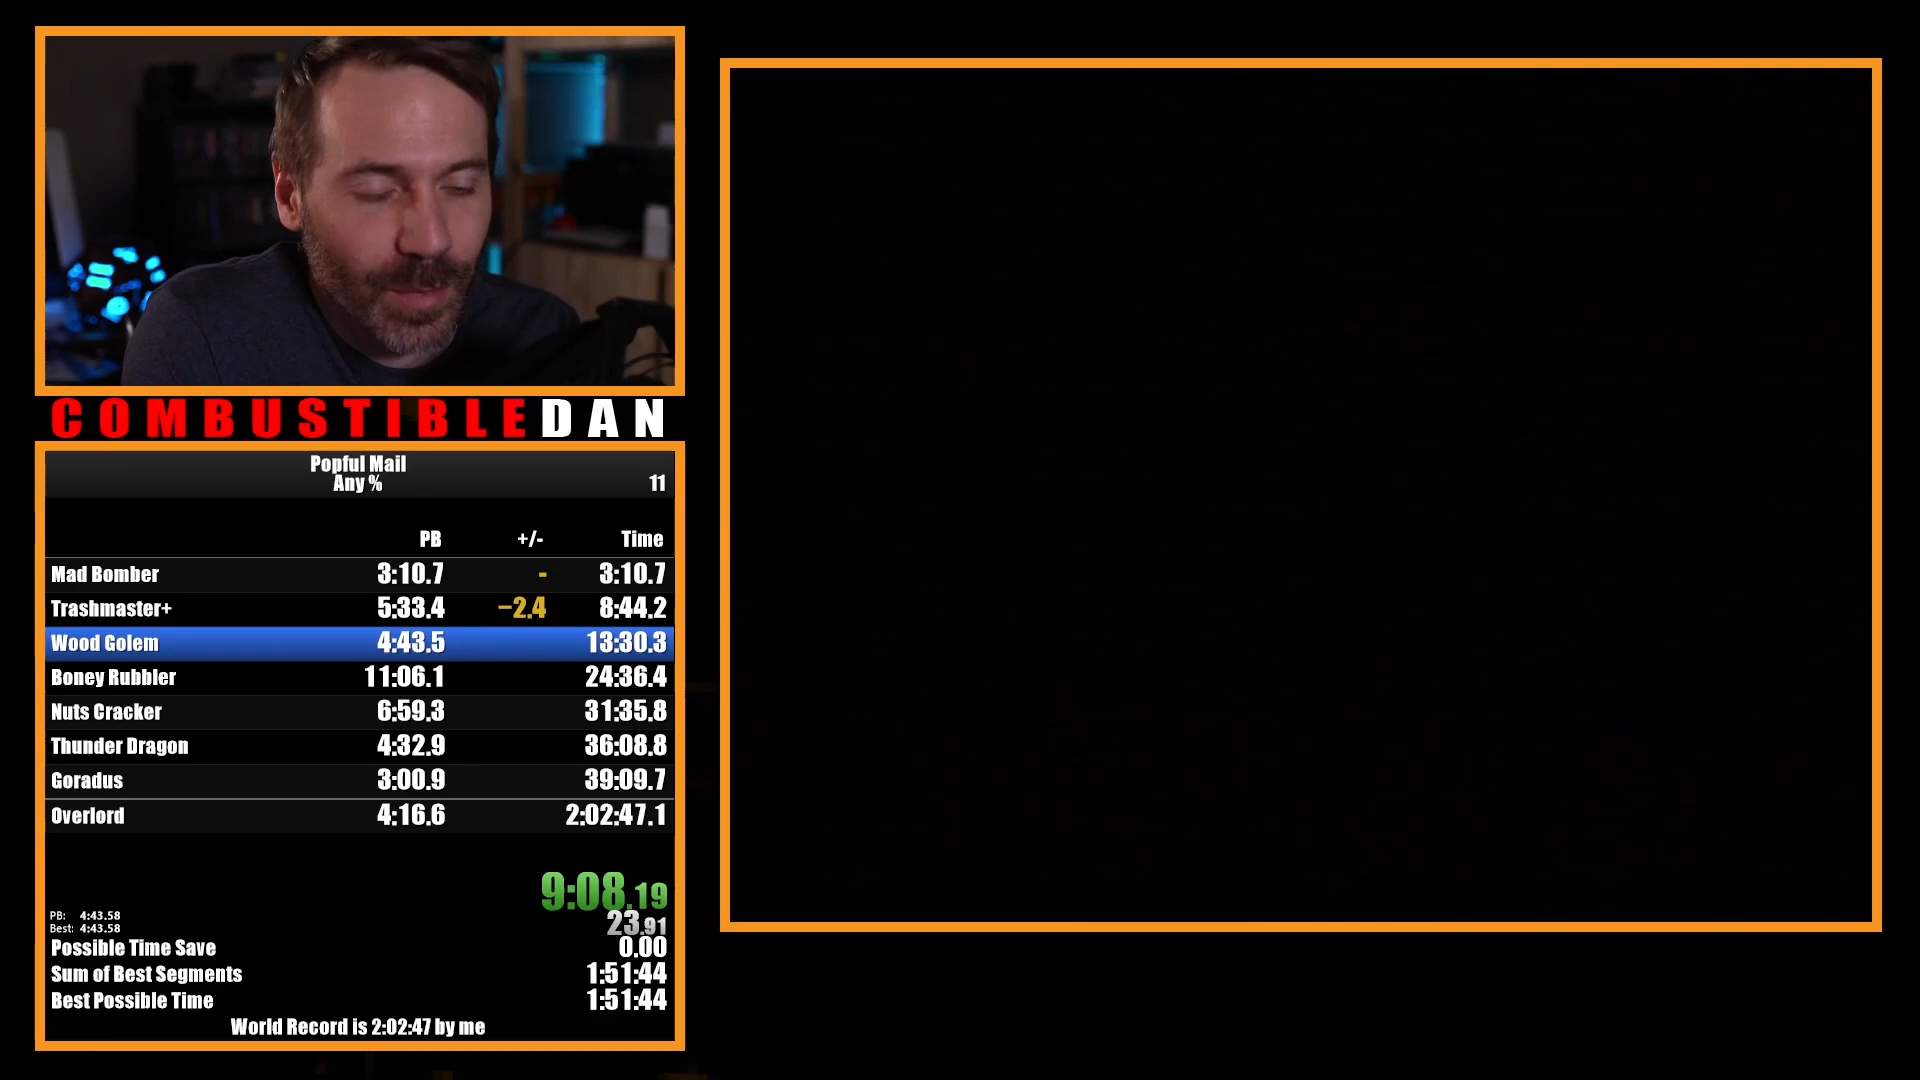 COMBUSTIBLEDAN
Popful Mail
Any %
11
PB +/- Time
Mad Bomber 3:10.7 - 3:10.7
Trashmaster+ 5:33.4 −2.4 8:44.2
Wood Golem 4:43.5 13:30.3
Boney Rubbler 11:06.1 24:36.4
Nuts Cracker 6:59.3 31:35.8
Thunder Dragon 4:32.9 36:08.8
Goradus 3:00.9 39:09.7
Overlord 4:16.6 2:02:47.1
9:08.19
PB: 4:43.58
Best: 4:43.58
23.91
Possible Time Save 0.00
Sum of Best Segments 1:51:44
Best Possible Time 1:51:44
World Record is 2:02:47 by me